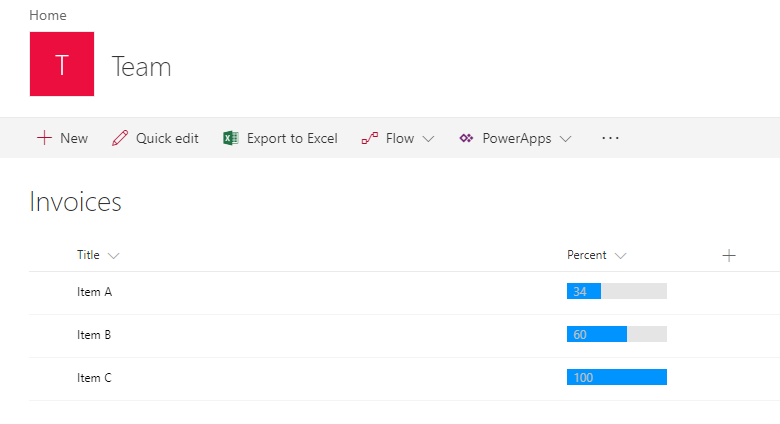 Home
T
Team
New Quick edit Export to Excel Flow PowerApps ...
Invoices
Title Percent
Item A 34
Item B 60
Item C 100